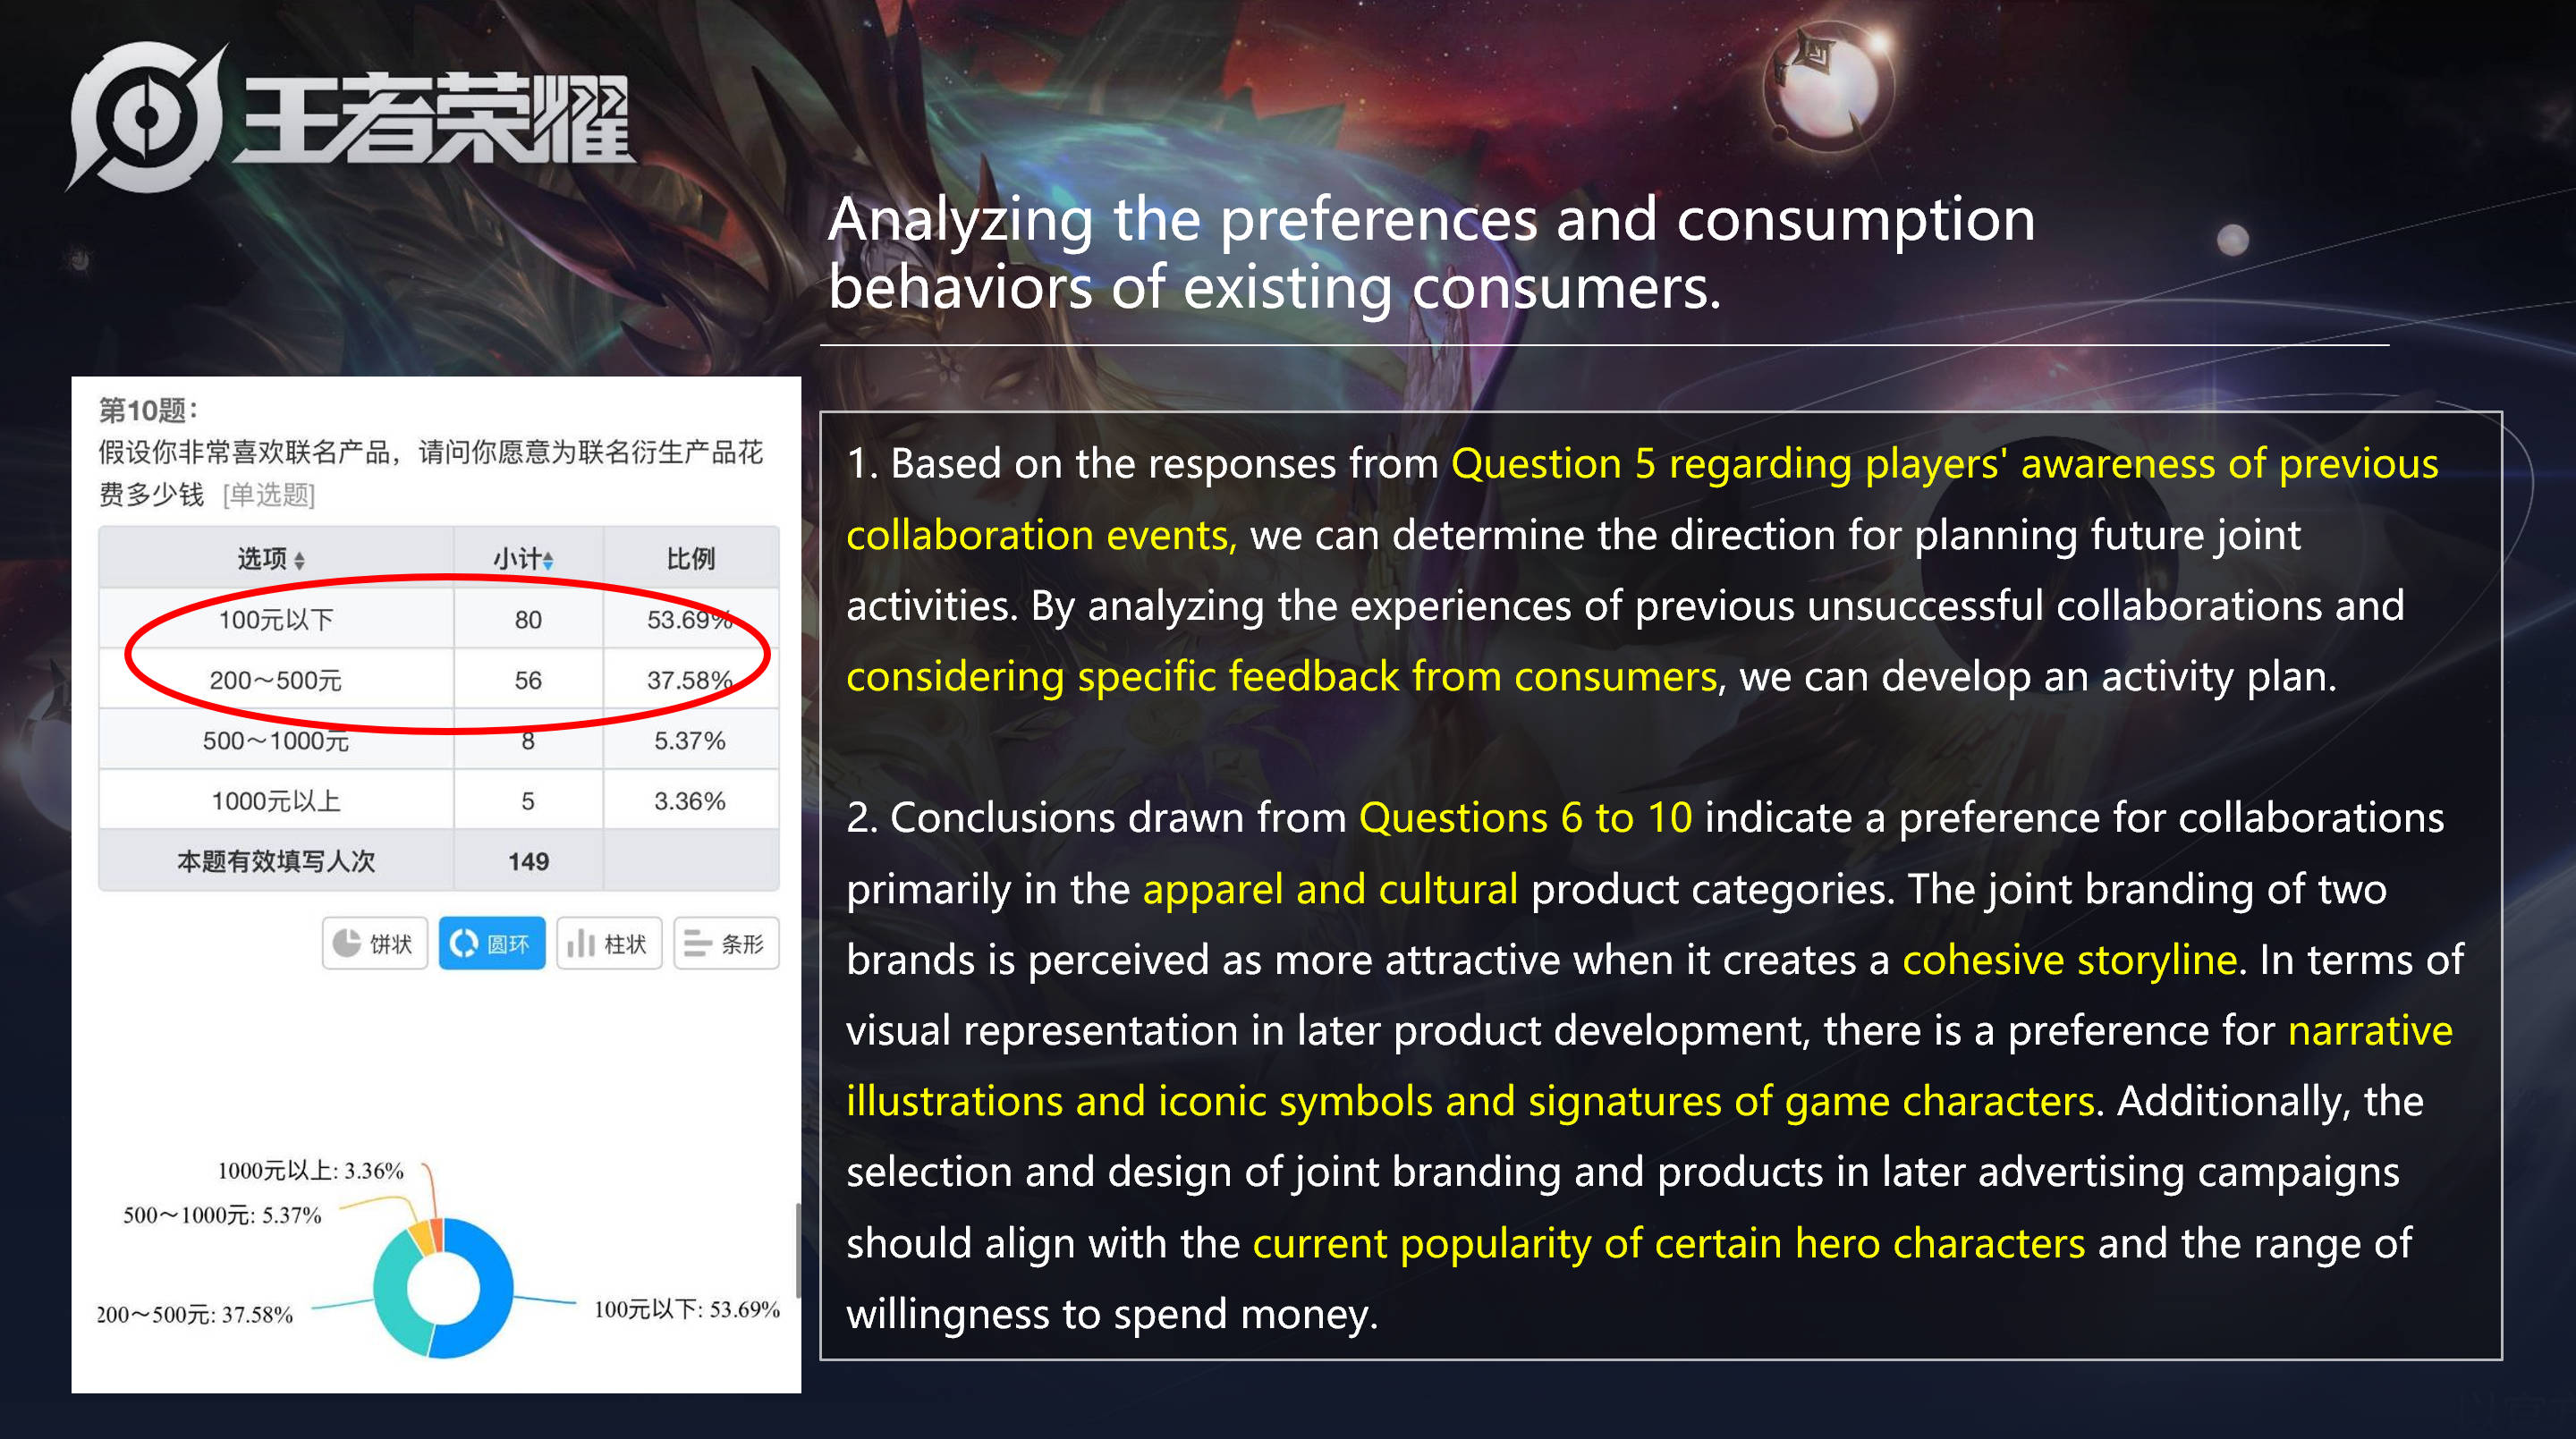 王者荣耀
Analyzing the preferences and consumption
behaviors of existing consumers.
第10题：
假设你非常喜欢联名产品，请问你愿意为联名衍生产品花
费多少钱 [单选题]
选项 小计 比例
100元以下 80 53.69%
200～500元 56 37.58%
500～1000元 8 5.37%
1000元以上 5 3.36%
本题有效填写人次 149
饼状 圆环 柱状 条形
1000元以上: 3.36%
500～1000元: 5.37%
200～500元: 37.58%
100元以下: 53.69%
1. Based on the responses from Question 5 regarding players' awareness of previous
collaboration events, we can determine the direction for planning future joint
activities. By analyzing the experiences of previous unsuccessful collaborations and
considering specific feedback from consumers, we can develop an activity plan.
2. Conclusions drawn from Questions 6 to 10 indicate a preference for collaborations
primarily in the apparel and cultural product categories. The joint branding of two
brands is perceived as more attractive when it creates a cohesive storyline. In terms of
visual representation in later product development, there is a preference for narrative
illustrations and iconic symbols and signatures of game characters. Additionally, the
selection and design of joint branding and products in later advertising campaigns
should align with the current popularity of certain hero characters and the range of
willingness to spend money.